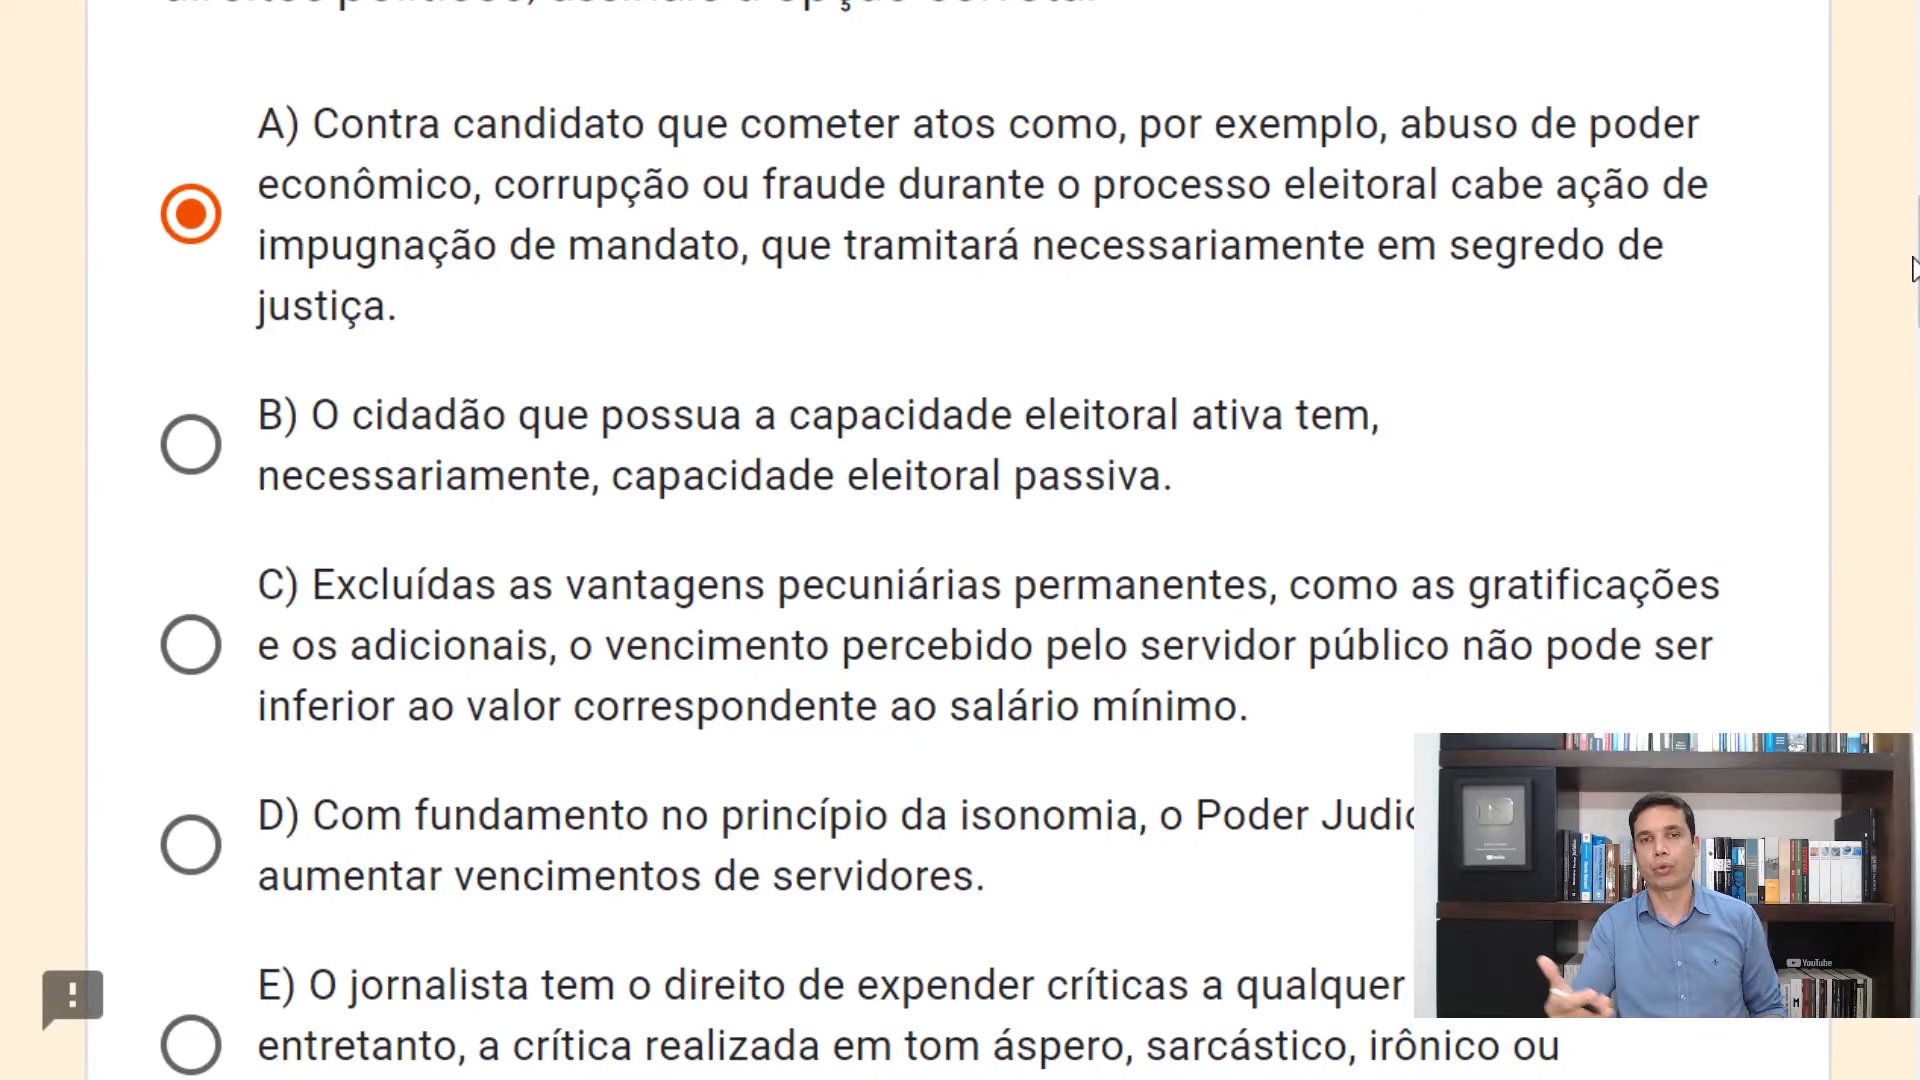 A) Contra candidato que cometer atos como, por exemplo, abuso de poder
econômico, corrupção ou fraude durante o processo eleitoral cabe ação de
impugnação de mandato, que tramitará necessariamente em segredo de
justiça.
B) O cidadão que possua a capacidade eleitoral ativa tem,
necessariamente, capacidade eleitoral passiva.
C) Excluídas as vantagens pecuniárias permanentes, como as gratificações
e os adicionais, o vencimento percebido pelo servidor público não pode ser
inferior ao valor correspondente ao salário mínimo.
D) Com fundamento no princípio da isonomia, o Poder
aumentar vencimentos de servidores.
E) O jornalista tem o direito de expender críticas a qualquer
entretanto, a crítica realizada em tom áspero, sarcástico, irônico ou
YouTube